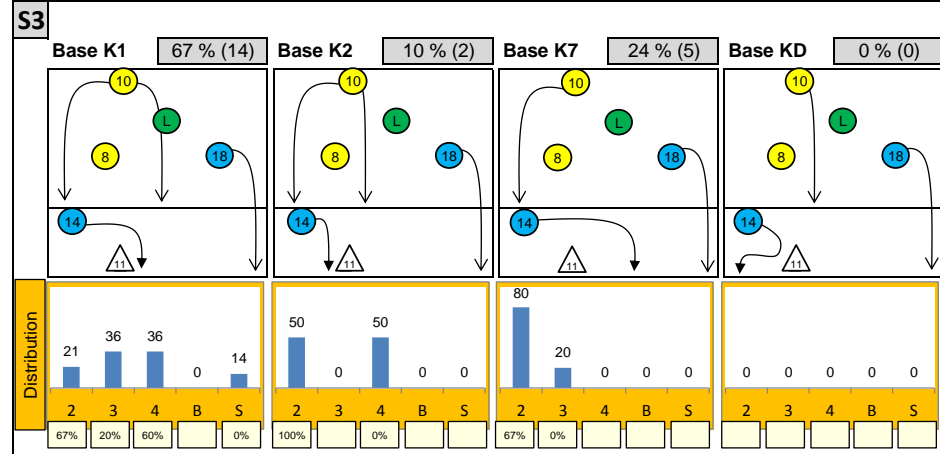 S3
Base K1 67 % (14) Base K2 10 % (2) Base K7 24 % (5) Base KD 0 % (0)
10 10 10 10
L L L L
8 18 8 18 8 18 8 18
14 14 14 14
11 11 11 11
Distribution
21 36 36 0 14 50 0 50 0 0 80 20 0 0 0 0 0 0 0 0
2 3 4 B S 2 3 4 B S 2 3 4 B S 2 3 4 B S
67% 20% 60% 0% 100% 0% 67% 0%